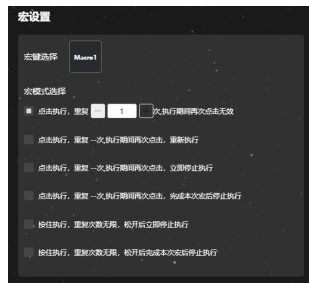 宏设置
宏键选择 Macro1
宏模式选择
点击执行，重复 － 1 ＋ 次,执行期间再次点击无效
点击执行，重复 --次,执行期间再次点击，重新执行
点击执行，重复 --次,执行期间再次点击，立即停止执行
点击执行，重复 --次,执行期间再次点击，完成本次宏后停止执行
按住执行，重复次数无限，松开后立即停止执行
按住执行，重复次数无限，松开后完成本次宏后停止执行